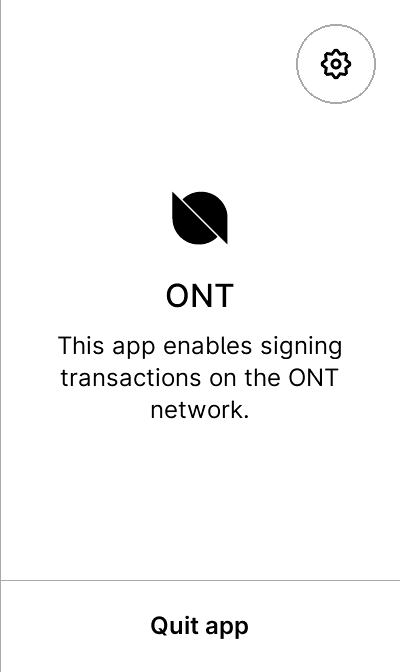 ONT
This app enables signing
transactions on the ONT
network.
Quit app